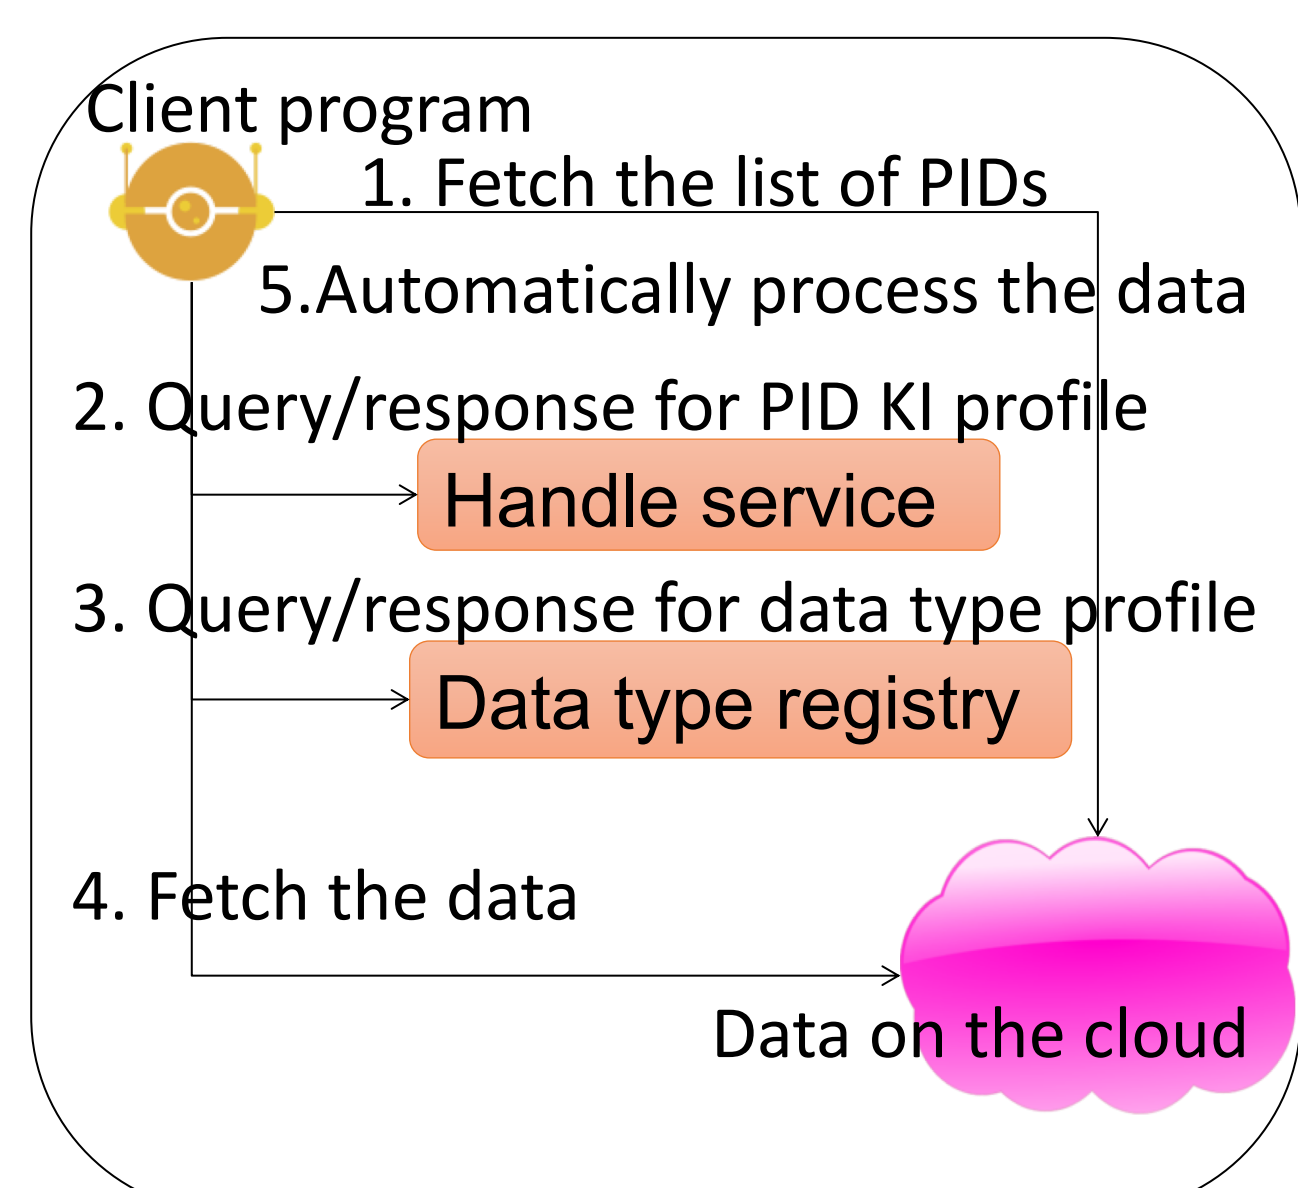 Client program
1. Fetch the list of PIDs
5.Automatically process the data
2. Query/response for PID KI profile
Handle service
3. Query/response for data type profile
Data type registry
4. Fetch the data
Data on the cloud